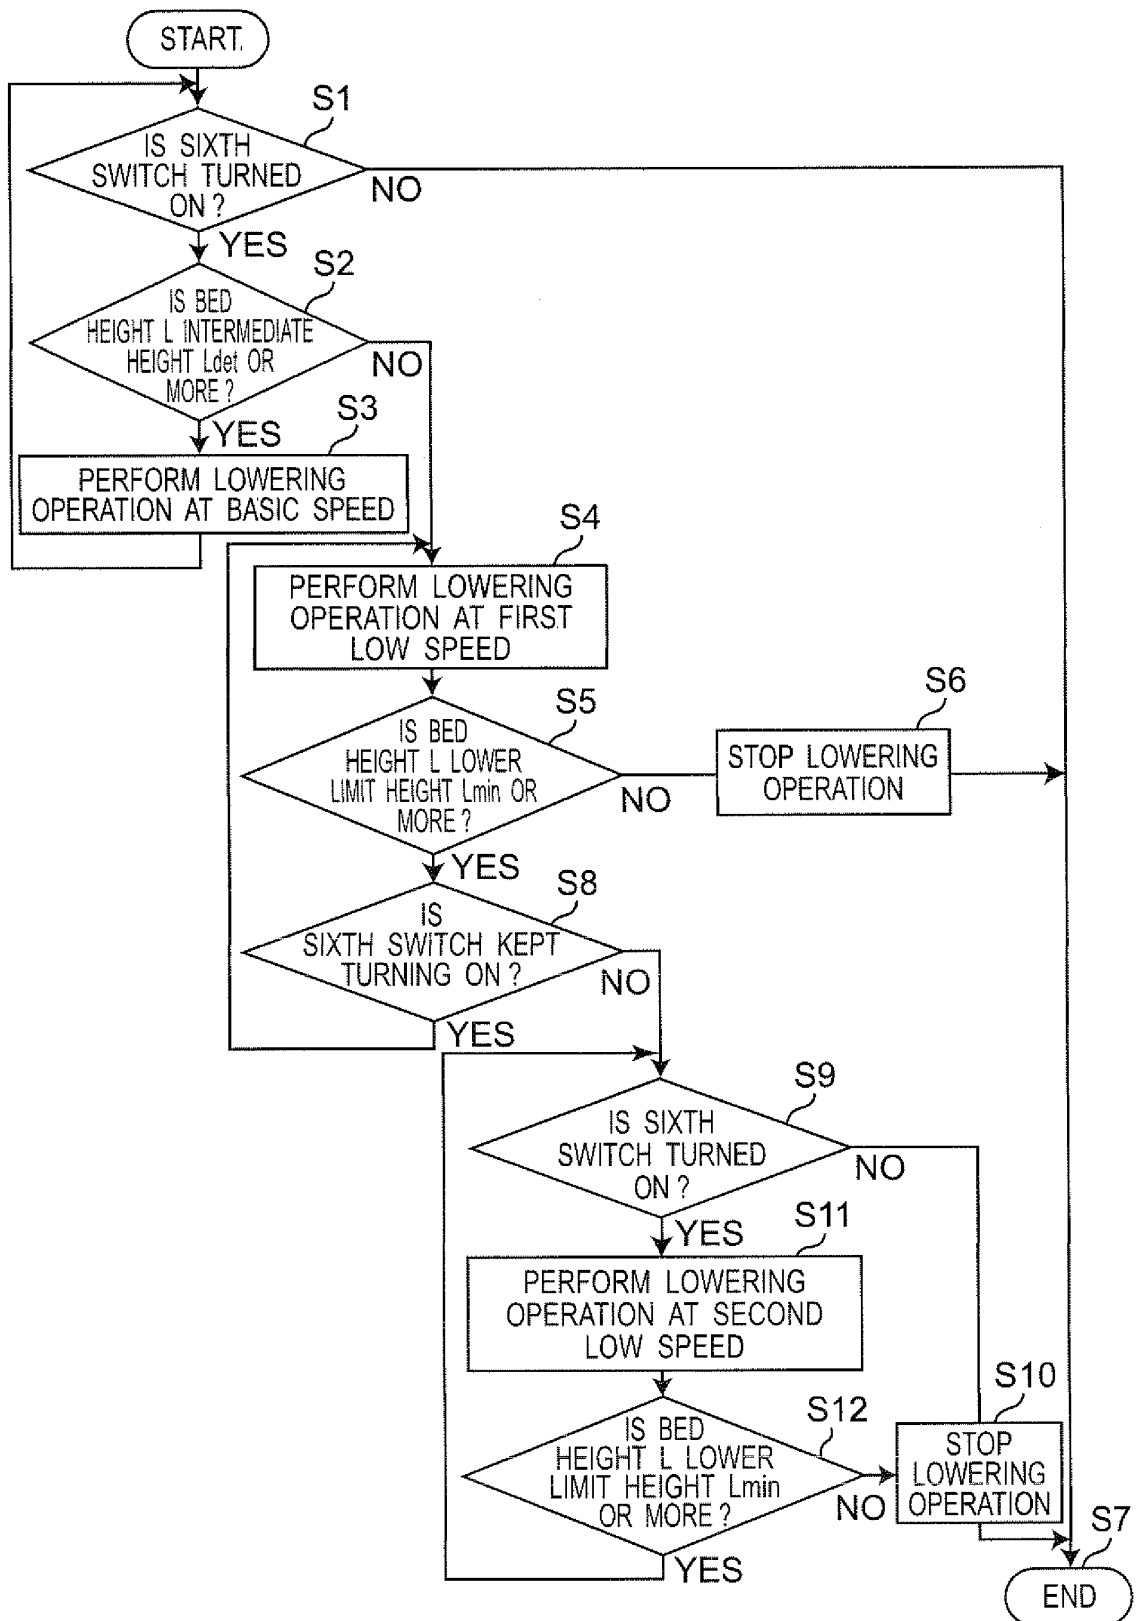 START.
S1
IS SIXTH
SWITCH TURNED
ON?
NO
YES
S2
IS BED
HEIGHT L INTERMEDIATE
HEIGHT Ldet OR
MORE?
NO
YES
S3
PERFORM LOWERING
OPERATION AT BASIC SPEED
S4
PERFORM LOWERING
OPERATION AT FIRST
LOW SPEED
S5
IS BED
HEIGHT L LOWER
LIMIT HEIGHT Lmin OR
MORE?
NO
S6
STOP LOWERING
OPERATION
YES
S8
IS
SIXTH SWITCH KEPT
TURNING ON?
NO
YES
S9
IS SIXTH
SWITCH TURNED
ON?
NO
YES
S11
PERFORM LOWERING
OPERATION AT SECOND
LOW SPEED
S12
IS BED
HEIGHT L LOWER
LIMIT HEIGHT Lmin
OR MORE?
NO
YES
S10
STOP
LOWERING
OPERATION
S7
END